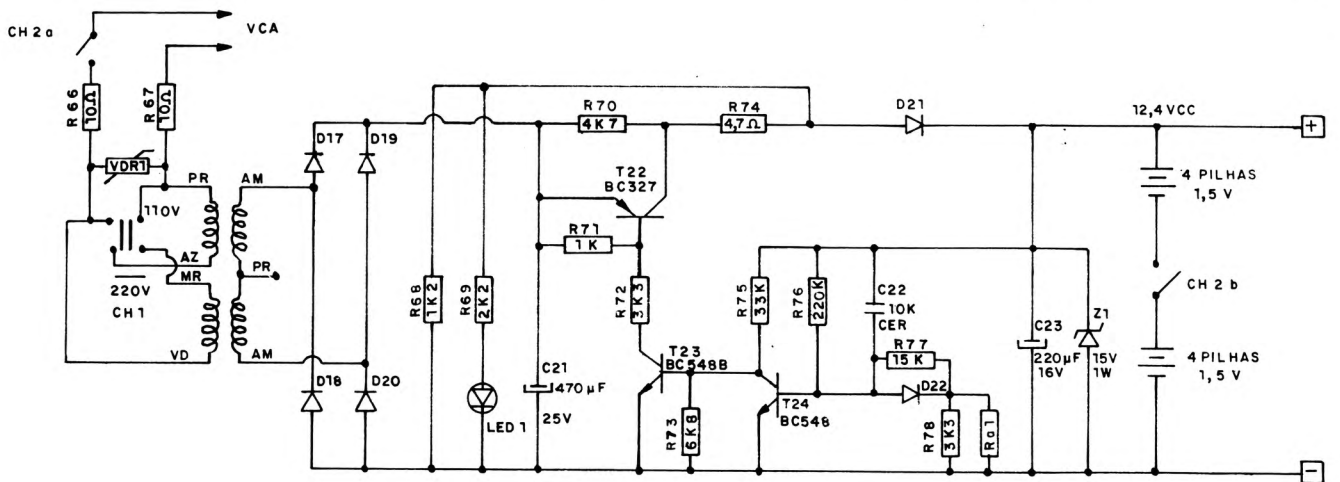 CH 2 a
VCA
R66
10Ω
R67
10Ω
VDR1
110V
PR
AZ
MR
220V
CH 1
VD
AM
PR
AM
D17
D19
D18
D20
R68
1K2
R69
2K2
LED 1
R70
4K7
R74
4,7Ω
D21
12,4VCC
+
T22
BC327
R71
1 K
R72
3K3
C21
470µF
25V
T23
BC548B
R73
6K8
R75
33K
R76
220K
C22
10K
CER
R77
15 K
D22
T24
BC548
R78
3K3
Ra1
C23
220µF
16V
Z1
15V
1W
4 PILHAS
1,5 V
CH 2 b
4 PILHAS
1,5 V
−